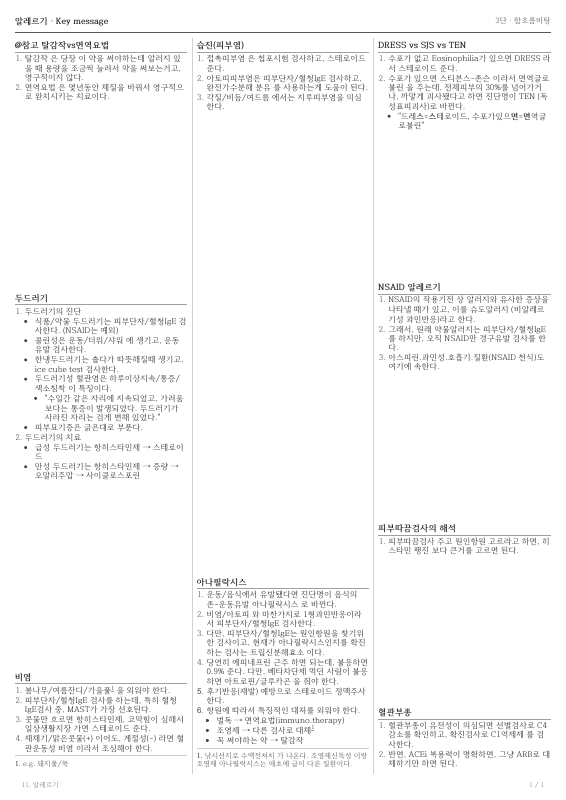 알레르기 · Key message
3단 · 함초롬바탕
@참고 탈감작vs면역요법
1. 탈감작 은 당장 이 약을 써야하는데 알러지 있
을 때 용량을 조금씩 늘려서 약을 써보는거고,
영구적이지 않다.
2. 면역요법 은 몇년동안 체질을 바꿔서 영구적으
로 완치시키는 치료이다.
두드러기
1. 두드러기의 진단
• 식품/약물 두드러기는 피부단자/혈청IgE 검
사한다. (NSAID는 예외)
• 콜린성은 운동/더위/샤워 에 생기고, 운동
유발 검사한다.
• 한냉두드러기는 춥다가 따뜻해질때 생기고,
ice cube test 검사한다.
• 두드러기성 혈관염은 하루이상지속/통증/
색소침착 이 특징이다.
• "수일간 같은 자리에 지속되었고, 가려움
보다는 통증이 발생되었다. 두드러기가
사라진 자리는 검게 변해 있었다."
• 피부묘기증은 긁은대로 부푼다.
2. 두드러기의 치료
• 급성 두드러기는 항히스타민제 → 스테로이
드
• 만성 두드러기는 항히스타민제 → 증량 →
오말리주맙 → 사이클로스포린
비염
1. 봄나무/여름잔디/가을풀1 을 외워야 한다.
2. 피부단자/혈청IgE 검사를 하는데, 특히 혈청
IgE검사 중, MAST가 가장 선호된다.
3. 콧물만 흐르면 항히스타민제, 코막힘이 심해서
일상생활지장 가면 스테로이드 준다.
4. 재채기/맑은콧물(+) 이어도, 계절성(-) 라면 혈
관운동성 비염 이라서 조심해야 한다.
1. e.g. 돼지풀/쑥
습진(피부염)
1. 접촉피부염 은 첩포시험 검사하고, 스테로이드
준다.
2. 아토피피부염은 피부단자/혈청IgE 검사하고,
완전가수분해 분유 를 사용하는게 도움이 된다.
3. 각질/비듬/여드름 에서는 지루피부염을 의심
한다.
아나필락시스
1. 운동/음식에서 유발됐다면 진단명이 음식의
존-운동유발 아나필락시스 로 바뀐다.
2. 비염/아토피 와 마찬가지로 1형과민반응이라
서 피부단자/혈청IgE 검사한다.
3. 다만, 피부단자/혈청IgE는 원인항원을 찾기위
한 검사이고, 현재가 아나필락시스인지를 확진
하는 검사는 트립신분해효소 이다.
4. 당연히 에피네프린 근주 하면 되는데, 불응하면
0.9% 준다. 다만, 베타차단제 먹던 사람이 불응
하면 아트로핀/글루카곤 을 줘야 한다.
5. 후기반응(재발) 예방으로 스테로이드 정맥주사
한다.
6. 항원에 따라서 특징적인 대처를 외워야 한다.
• 벌독 → 면역요법(immuno.therapy)
• 조영제 → 다른 검사로 대체1
• 꼭 써야하는 약 → 탈감작
DRESS vs SJS vs TEN
1. 수포가 없고 Eosinophilia가 있으면 DRESS 라
서 스테로이드 준다.
2. 수포가 있으면 스티븐스-존슨 이라서 면역글로
불린 을 주는데, 전체피부의 30%를 넘어가거
나, 까맣게 괴사됐다고 하면 진단명이 TEN (독
성표피괴사)로 바뀐다.
• "드레스=스테로이드, 수포가있으면=면역글
로불린"
NSAID 알레르기
1. NSAID의 작용기전 상 알러지와 유사한 증상을
나타낼 때가 있고, 이를 슈도알러지 (비알레르
기성 과민반응)라고 한다.
2. 그래서, 원래 약물알러지는 피부단자/혈청IgE
를 하지만, 오직 NSAID만 경구유발 검사를 한
다.
3. 아스피린.과민성.호흡기.질환(NSAID 천식)도
여기에 속한다.
피부따끔검사의 해석
1. 피부따끔검사 주고 원인항원 고르라고 하면, 히
스타민 팽진 보다 큰거를 고르면 된다.
혈관부종
1. 혈관부종이 유전성이 의심되면 선별검사로 C4
감소를 확인하고, 확진검사로 C1억제제 를 검
사한다.
2. 반면, ACEi 복용력이 명확하면, 그냥 ARB로 대
체하기만 하면 된다.
11. 알레르기
1 / 1